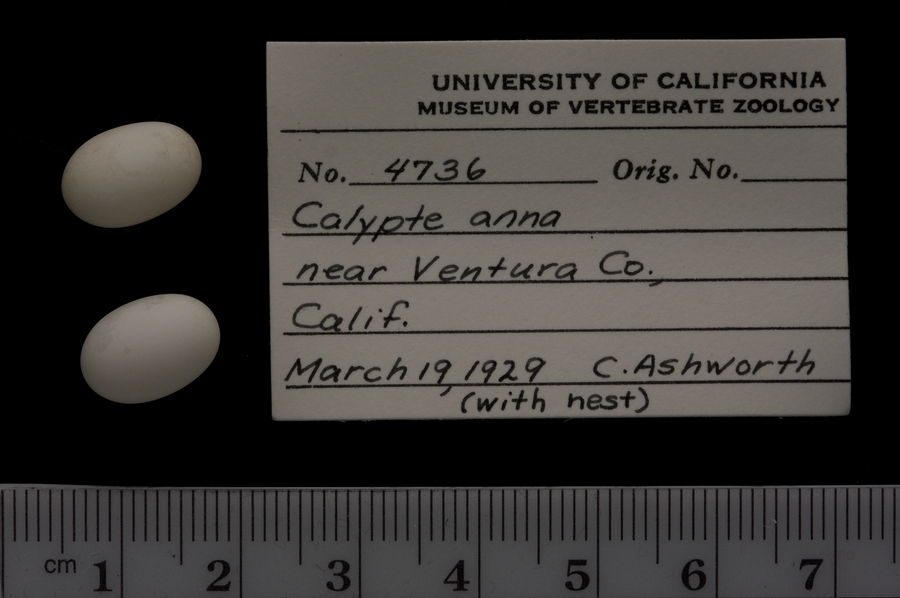 UNIVERSITY OF CALIFORNIA
MUSEUM OF VERTEBRATE ZOOLOGY
No. 4736 Orig. No.
Calypte anna
near Ventura Co.,
Calif.
March 19, 1929 C. Ashworth
(with nest)
cm 1 2 3 4 5 6 7